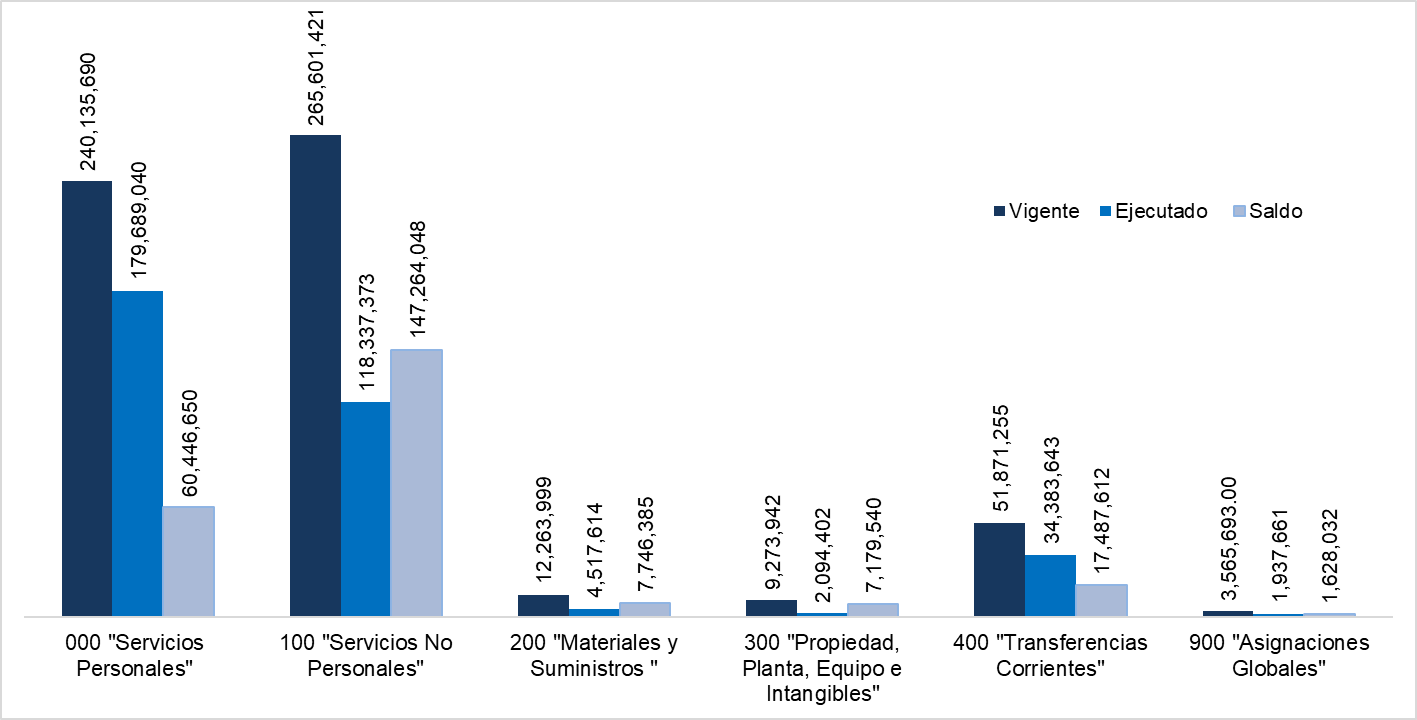 240,135,690
179,689,040
60,446,650
265,601,421
118,337,373
147,264,048
12,263,999
4,517,614
7,746,385
9,273,942
2,094,402
7,179,540
51,871,255
34,383,643
17,487,612
3,565,693.00
1,937,661
1,628,032
Vigente
Ejecutado
Saldo
000 "Servicios
Personales"
100 "Servicios No
Personales"
200 "Materiales y
Suministros "
300 "Propiedad,
Planta, Equipo e
Intangibles"
400 "Transferencias
Corrientes"
900 "Asignaciones
Globales"